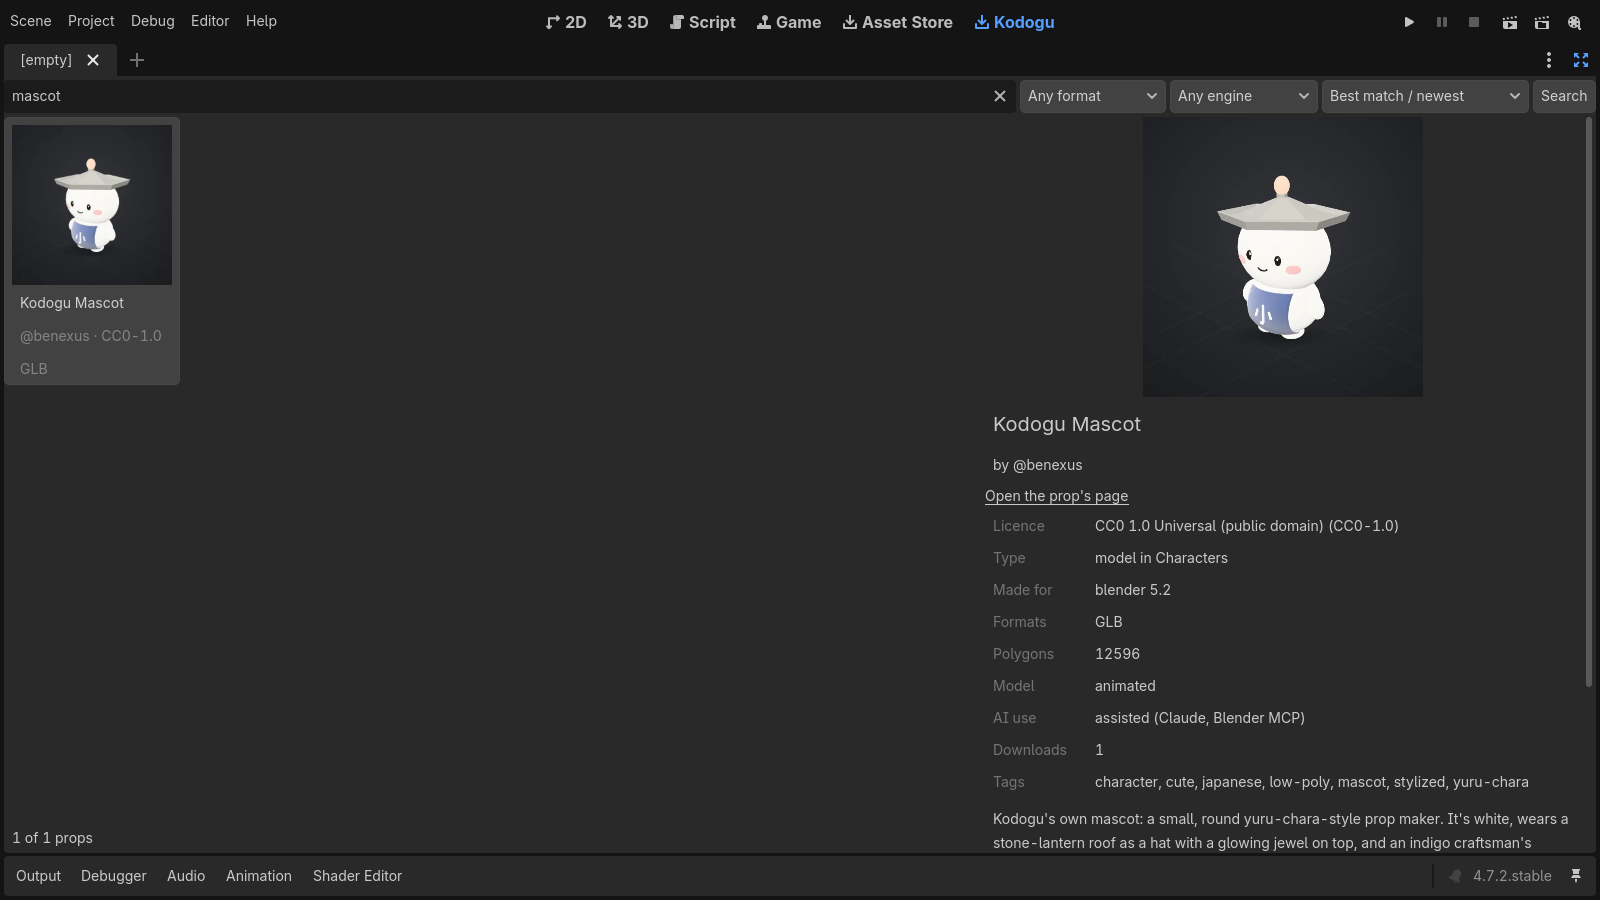 Scene Project Debug Editor Help
2D 3D Script Game Asset Store Kodogu
[empty]
mascot
Any format Any engine Best match / newest Search
小
Kodogu Mascot
@benexus · CC0-1.0
GLB
小
Kodogu Mascot
by @benexus
Open the prop's page
Licence CC0 1.0 Universal (public domain) (CC0-1.0)
Type model in Characters
Made for blender 5.2
Formats GLB
Polygons 12596
Model animated
AI use assisted (Claude, Blender MCP)
Downloads 1
Tags character, cute, japanese, low-poly, mascot, stylized, yuru-chara
Kodogu's own mascot: a small, round yuru-chara-style prop maker. It's white, wears a
stone-lantern roof as a hat with a glowing jewel on top, and an indigo craftsman's
1 of 1 props
Output Debugger Audio Animation Shader Editor 4.7.2.stable